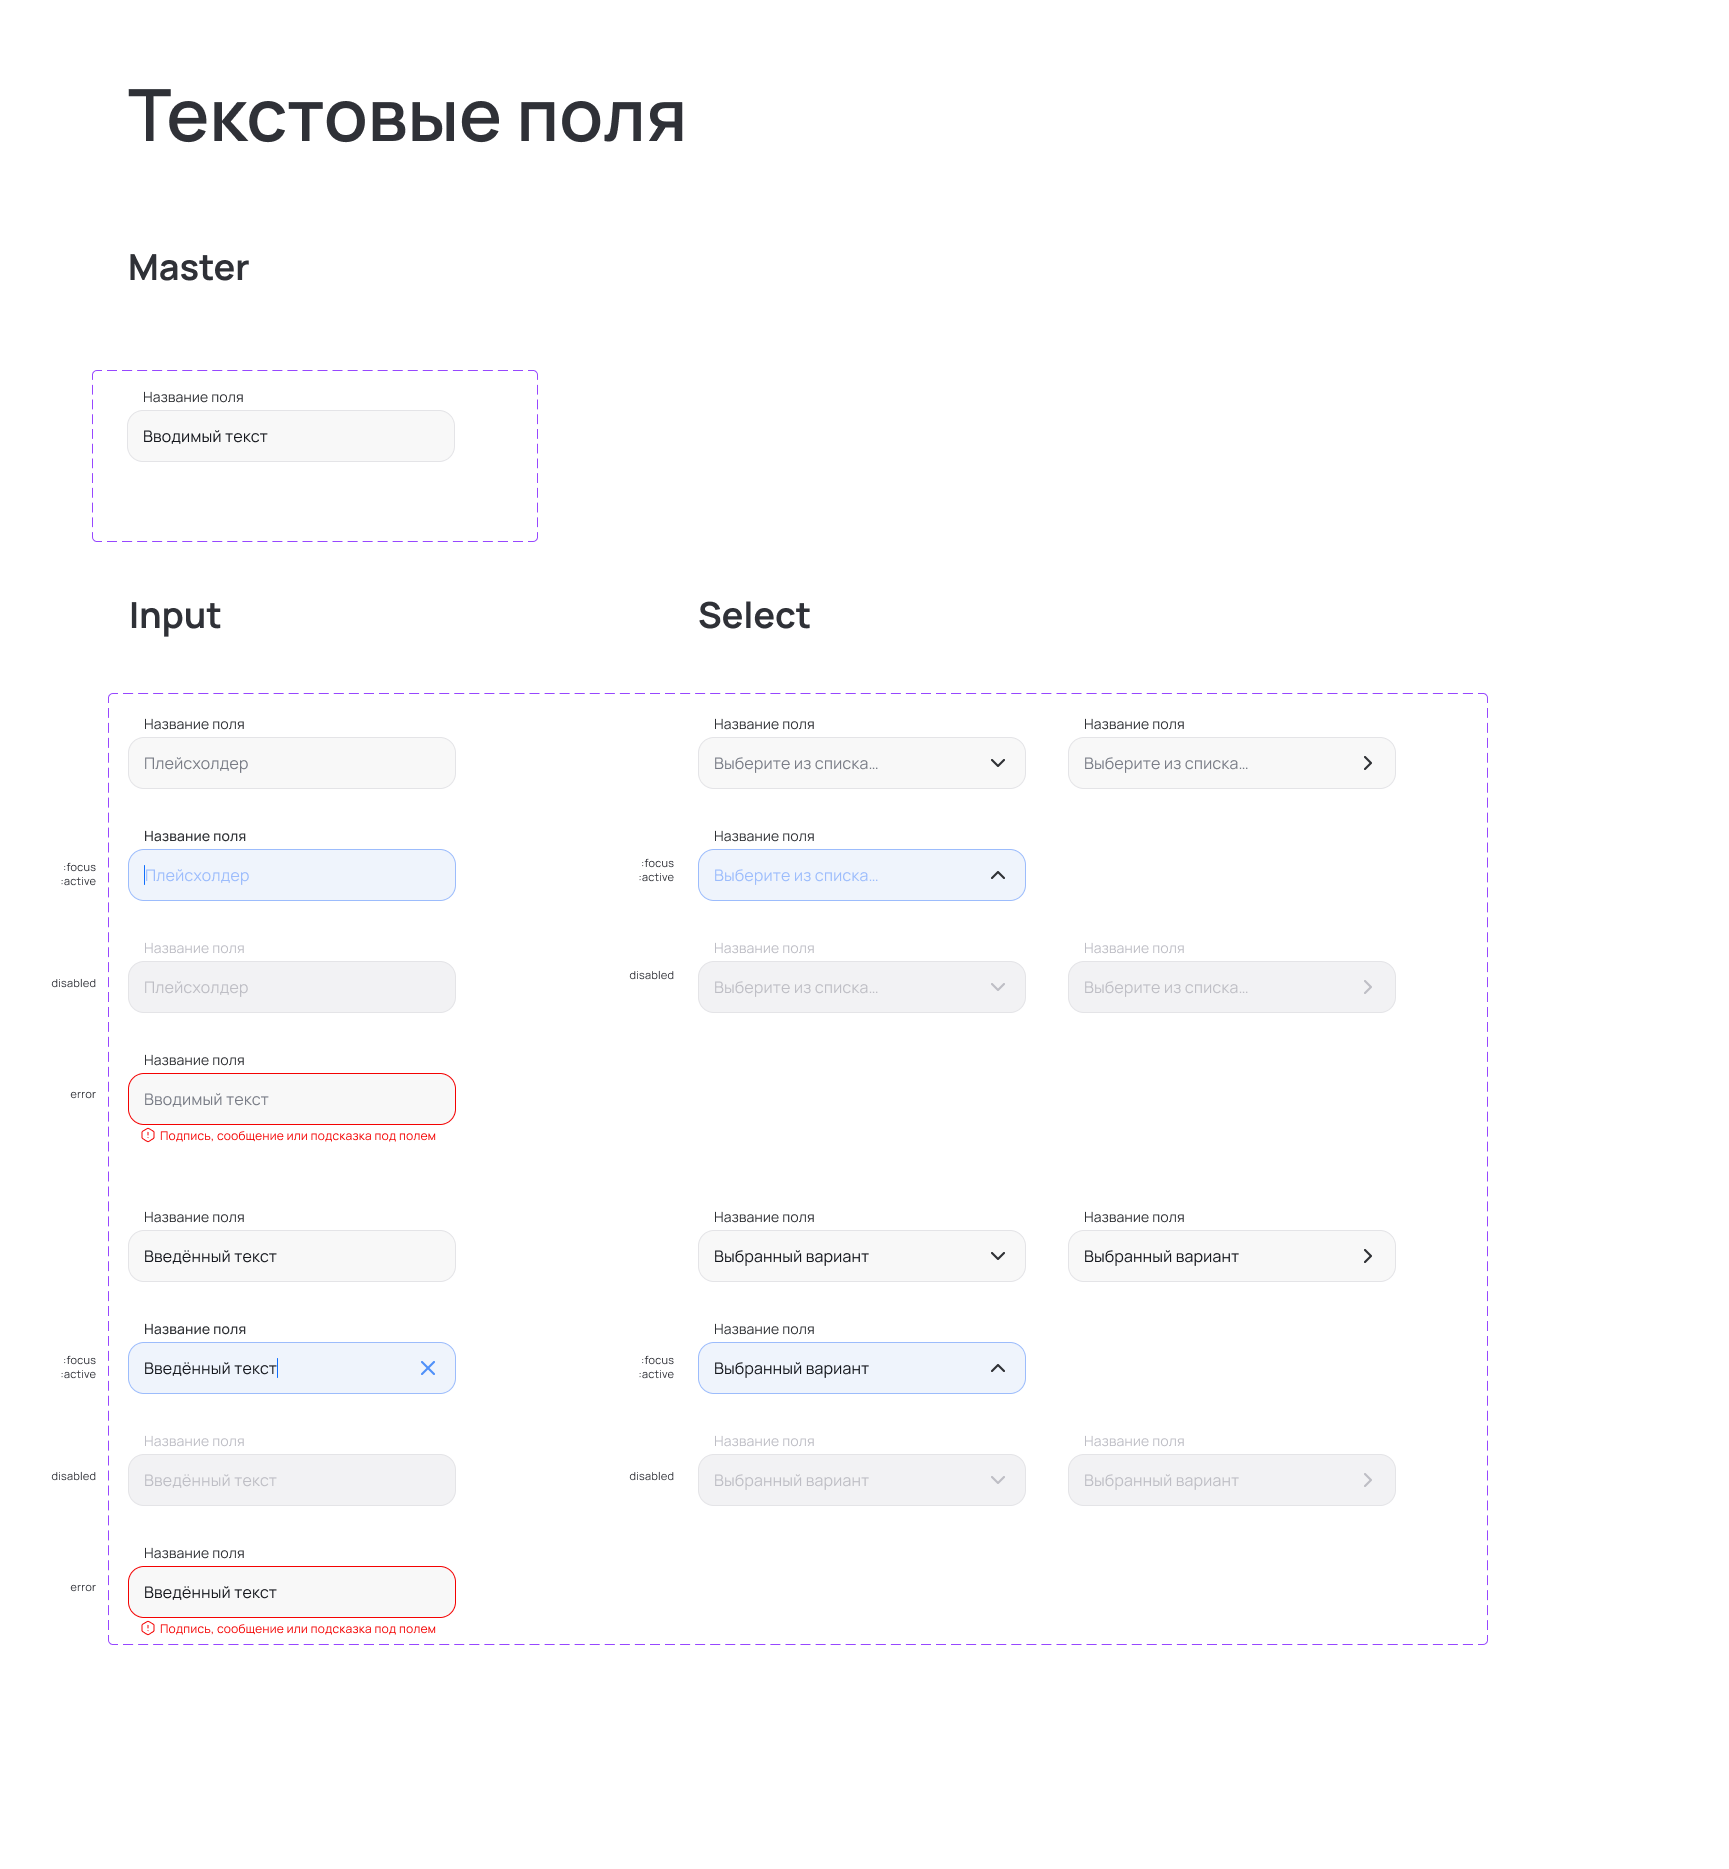 Текстовые поля
Master
Название поля
Вводимый текст
Input
Select
Название поля
Плейсхолдер
Название поля
Выберите из списка...
Название поля
Выберите из списка...
:focus
:active
Название поля
Плейсхолдер
:focus
:active
Название поля
Выберите из списка...
disabled
Название поля
Плейсхолдер
disabled
Название поля
Выберите из списка...
Название поля
Выберите из списка...
error
Название поля
Вводимый текст
Подпись, сообщение или подсказка под полем
Название поля
Введённый текст
Название поля
Выбранный вариант
Название поля
Выбранный вариант
:focus
:active
Название поля
Введённый текст
:focus
:active
Название поля
Выбранный вариант
disabled
Название поля
Введённый текст
disabled
Название поля
Выбранный вариант
Название поля
Выбранный вариант
error
Название поля
Введённый текст
Подпись, сообщение или подсказка под полем